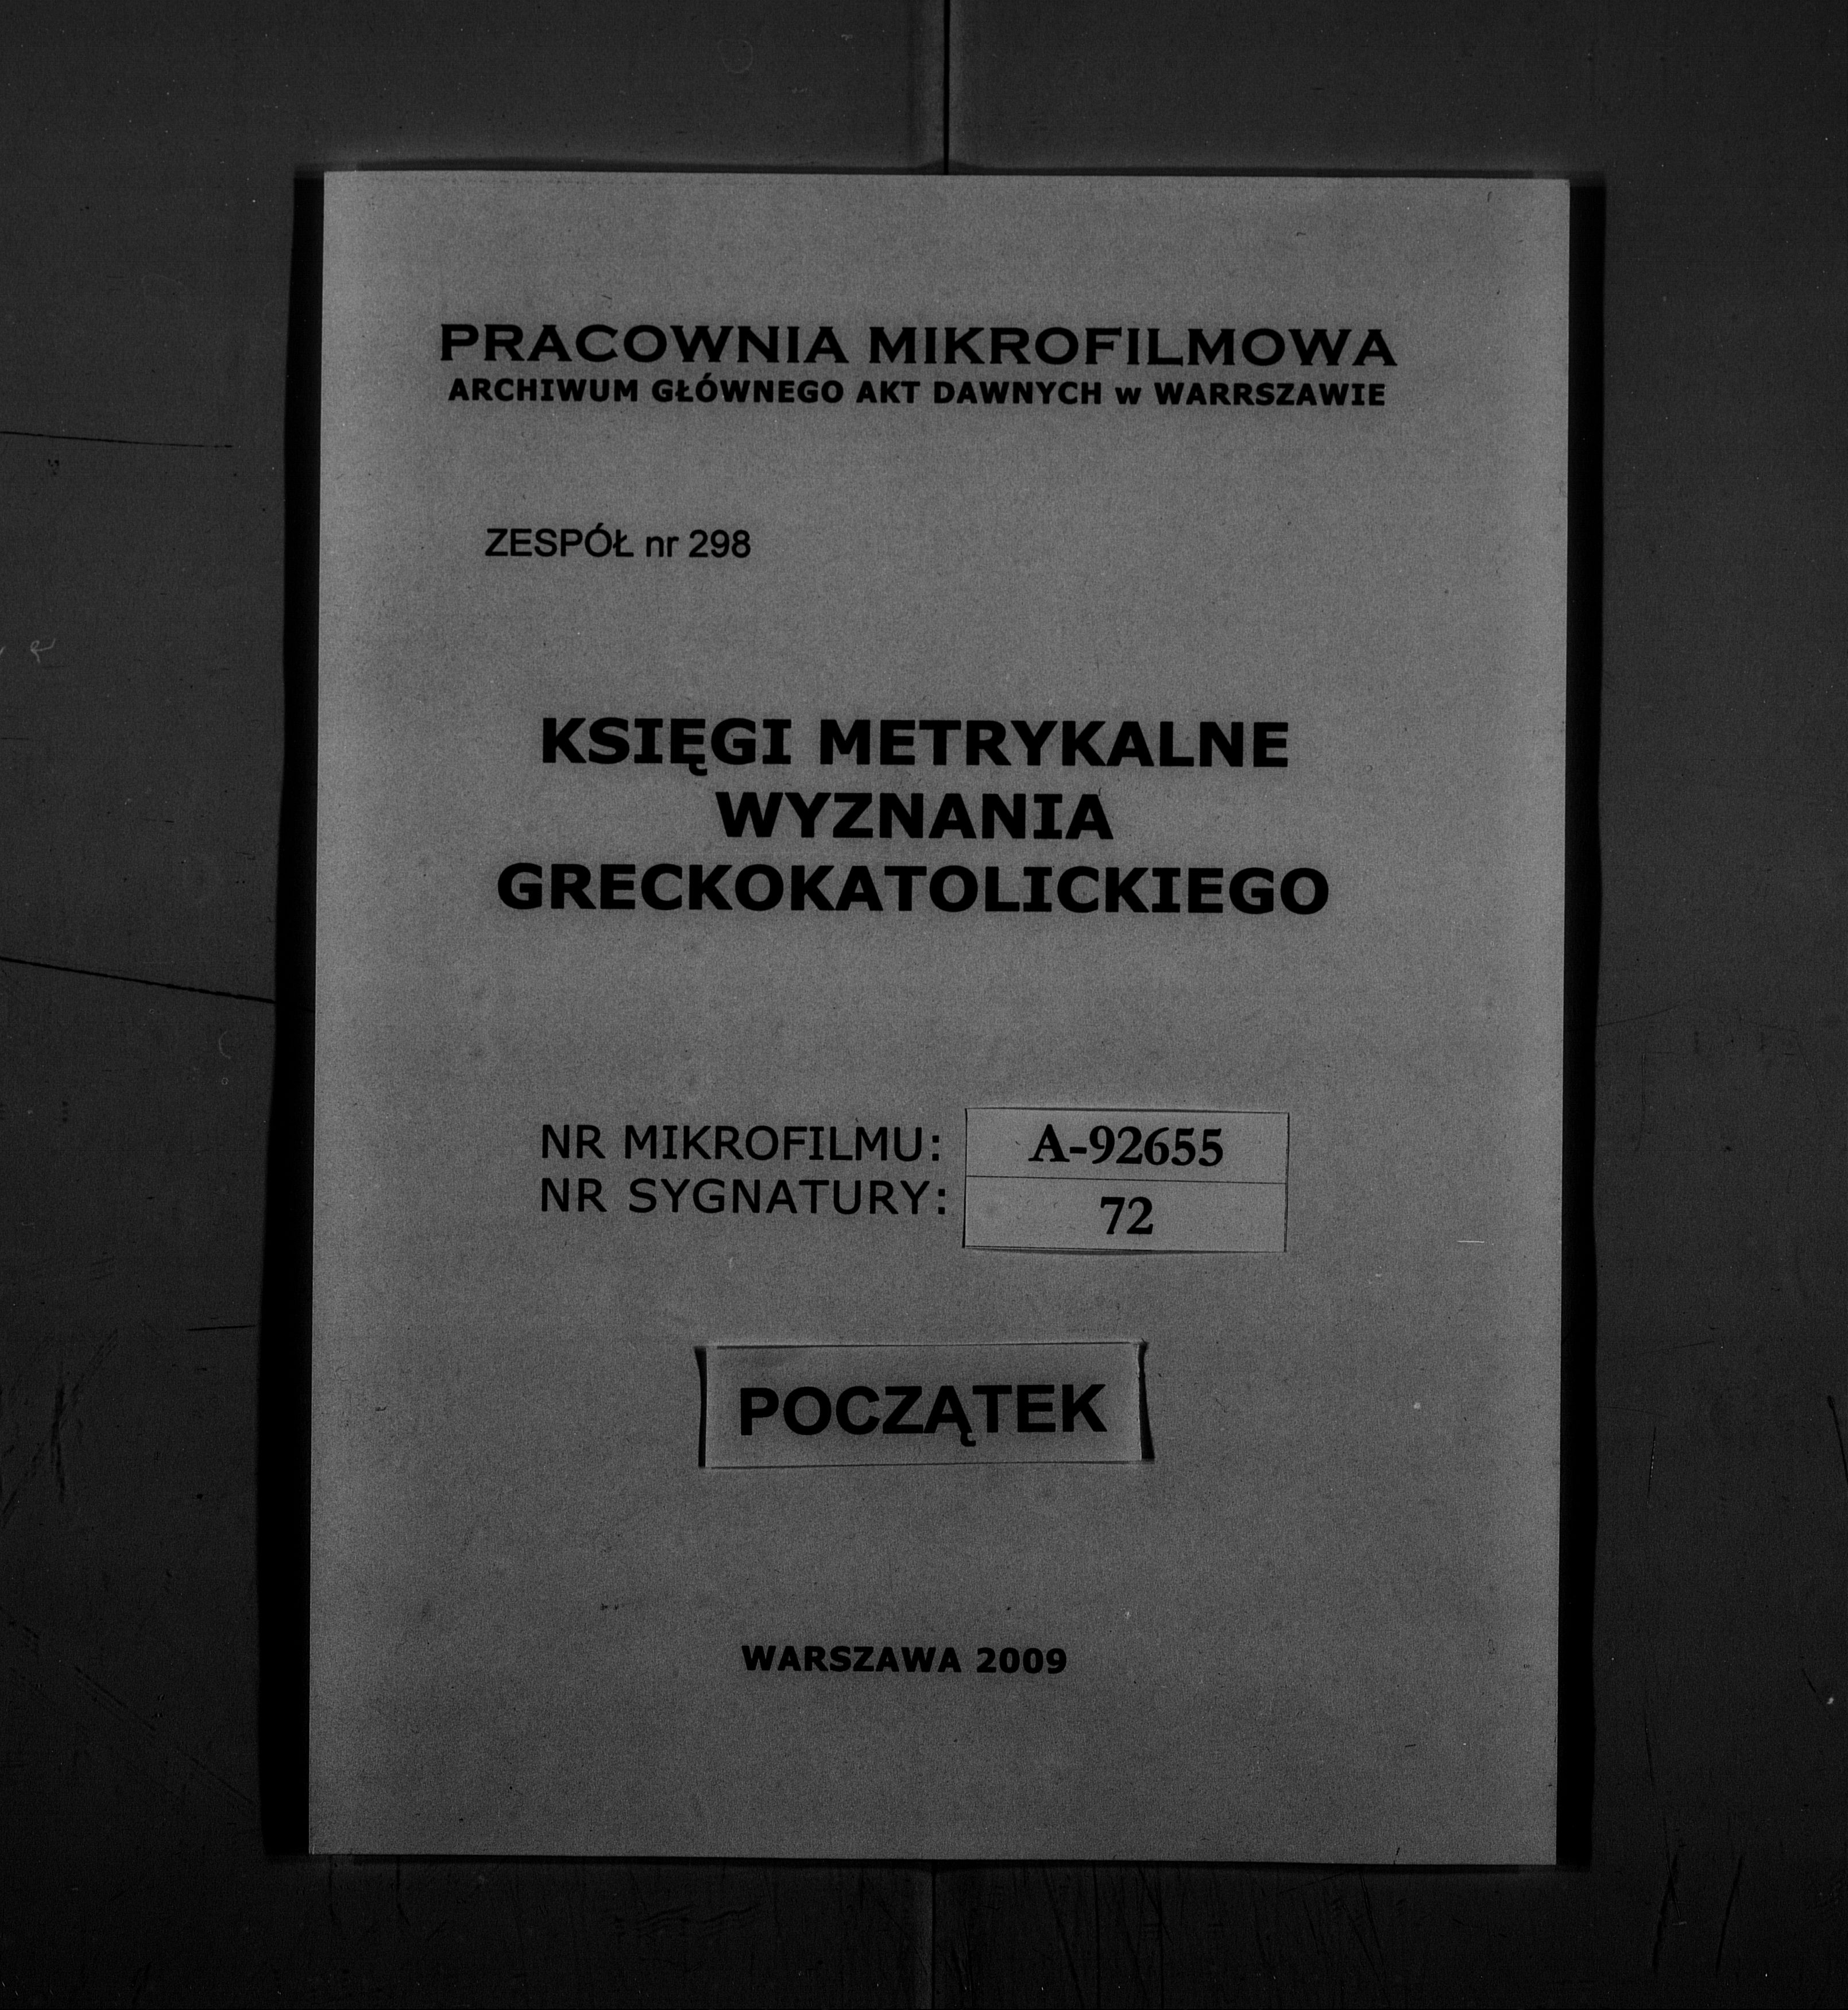 PRACOWNIA MIKROFILMOWA
ARCHIWUM GŁÓWNEGO AKT DAWNYCH w WARRSZAWIE
ZESPÓŁ nr 298
KSIĘGI METRYKALNE
WYZNANIA
GRECKOKATOLICKIEGO
NR MIKROFILMU: A-92655
NR SYGNATURY: 72
POCZĄTEK
WARSZAWA 2009